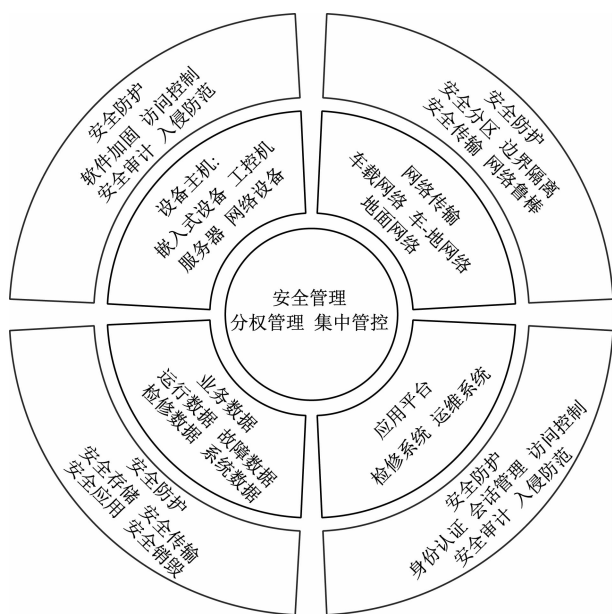 安全防护
软件加固 访问控制
安全审计 入侵防范
设备主机:
嵌入式设备 工控机
服务器 网络设备
安全防护
安全分区 边界隔离
安全传输 网络鲁棒
网络传输
车载网络 车-地网络
地面网络
安全管理
分权管理 集中管控
业务数据
运行数据 故障数据
检修数据 系统数据
安全防护
安全存储 安全传输
安全应用 安全销毁
应用平台
检修系统 运维系统
安全防护
身份认证 会话管理 访问控制
安全审计 入侵防范